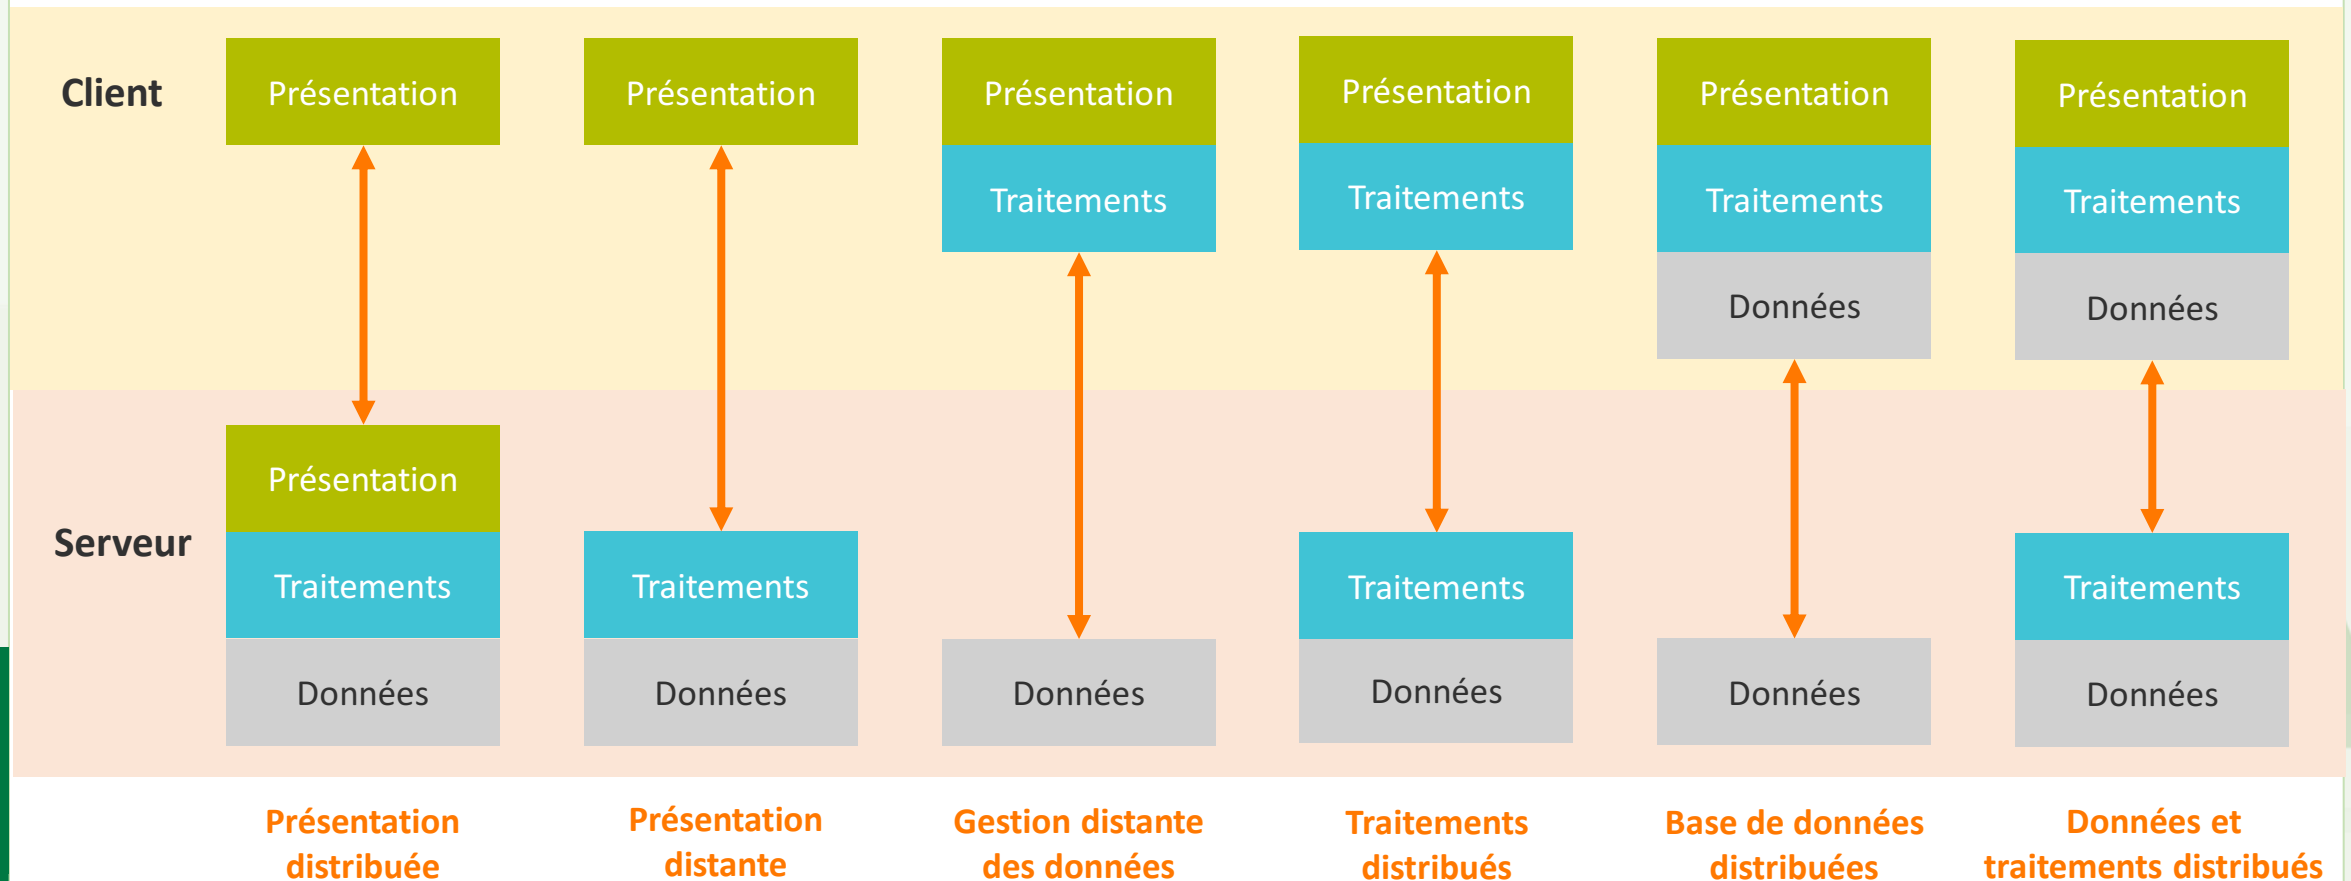 Client
Présentation
Présentation
Présentation
Présentation
Présentation
Présentation
Traitements
Traitements
Traitements
Traitements
Données
Données
Serveur
Présentation
Traitements
Traitements
Traitements
Traitements
Données
Données
Données
Données
Données
Données
Présentation
distribuée
Présentation
distante
Gestion distante
des données
Traitements
distribués
Base de données
distribuées
Données et
traitements distribués